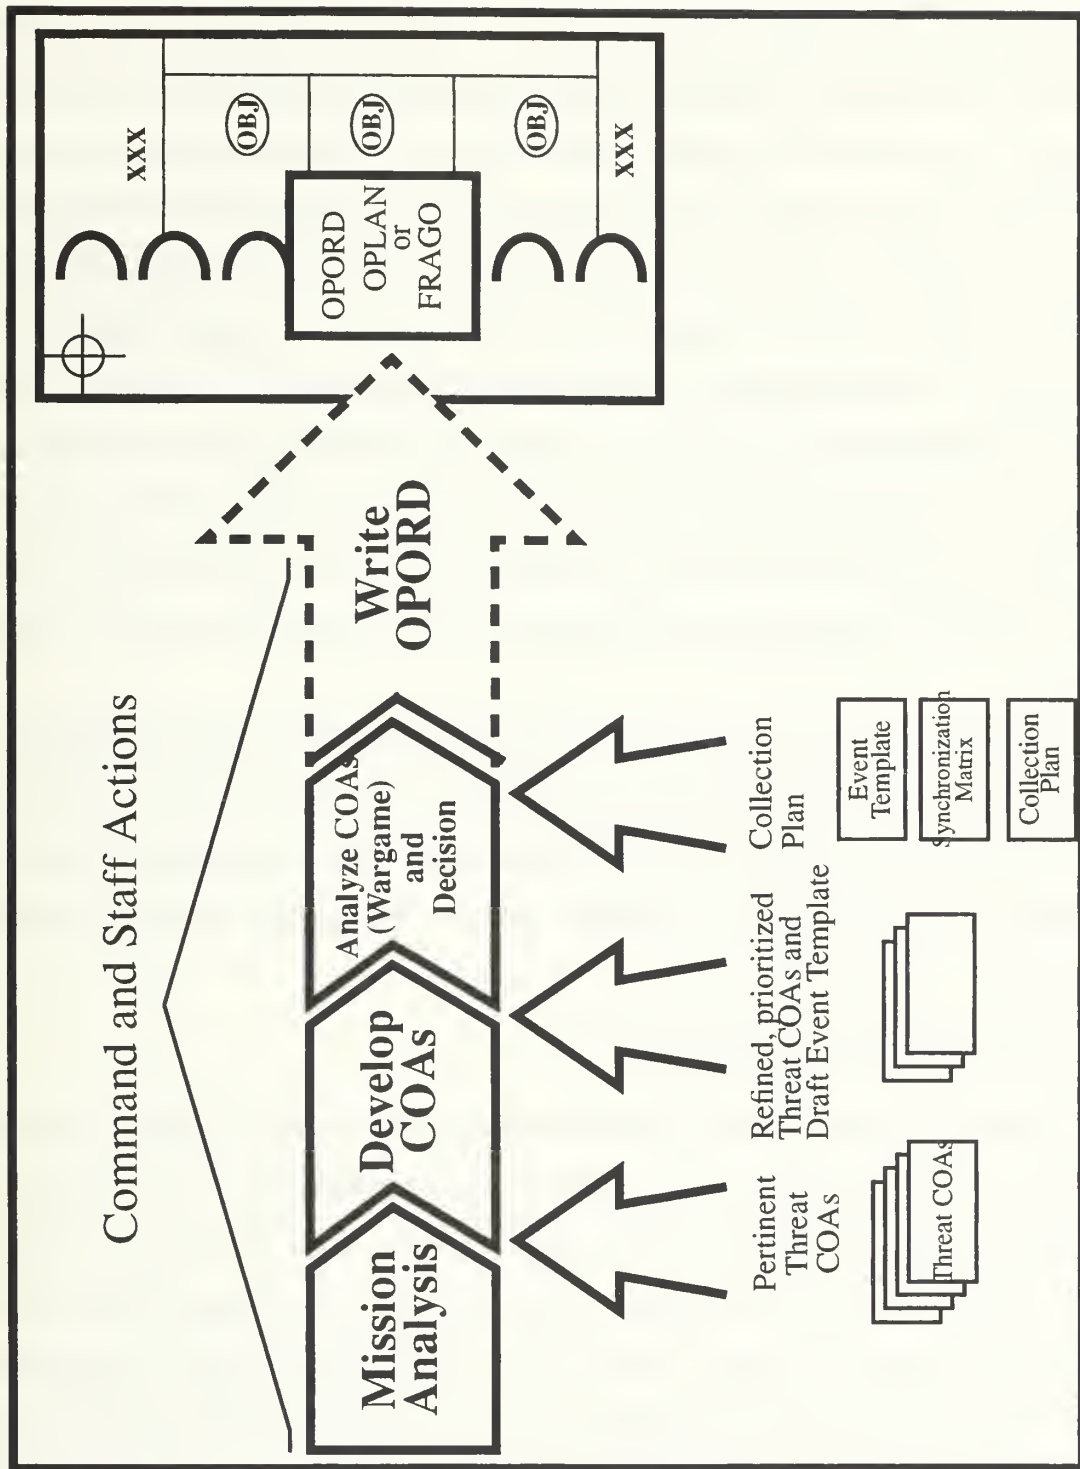 Command and Staff Actions
Mission
Analysis
Develop
COAs
Analyze COAs
(Wargame)
and
Decision
Write
OPORD
XXX
OBJ
OBJ
OBJ
XXX
OPORD
OPLAN
or
FRAGO
Pertinent
Threat
COAs
Threat COAs
Refined, prioritized
Threat COAs and
Draft Event Template
Collection
Plan
Event
Template
Synchronization
Matrix
Collection
Plan